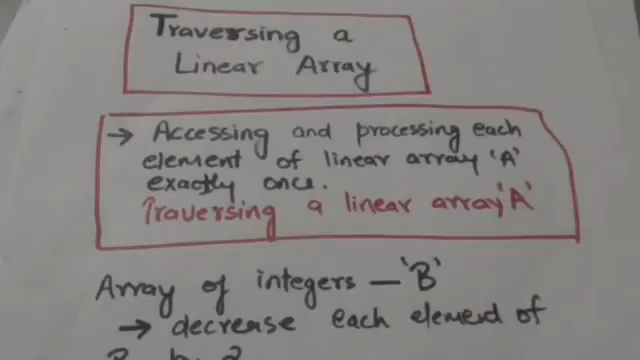 Traversing a
Linear Array
→ Accessing and processing each
element of linear array 'A'
exactly once.
Traversing a linear array 'A'
Array of integers — 'B'
→ decrease each element of